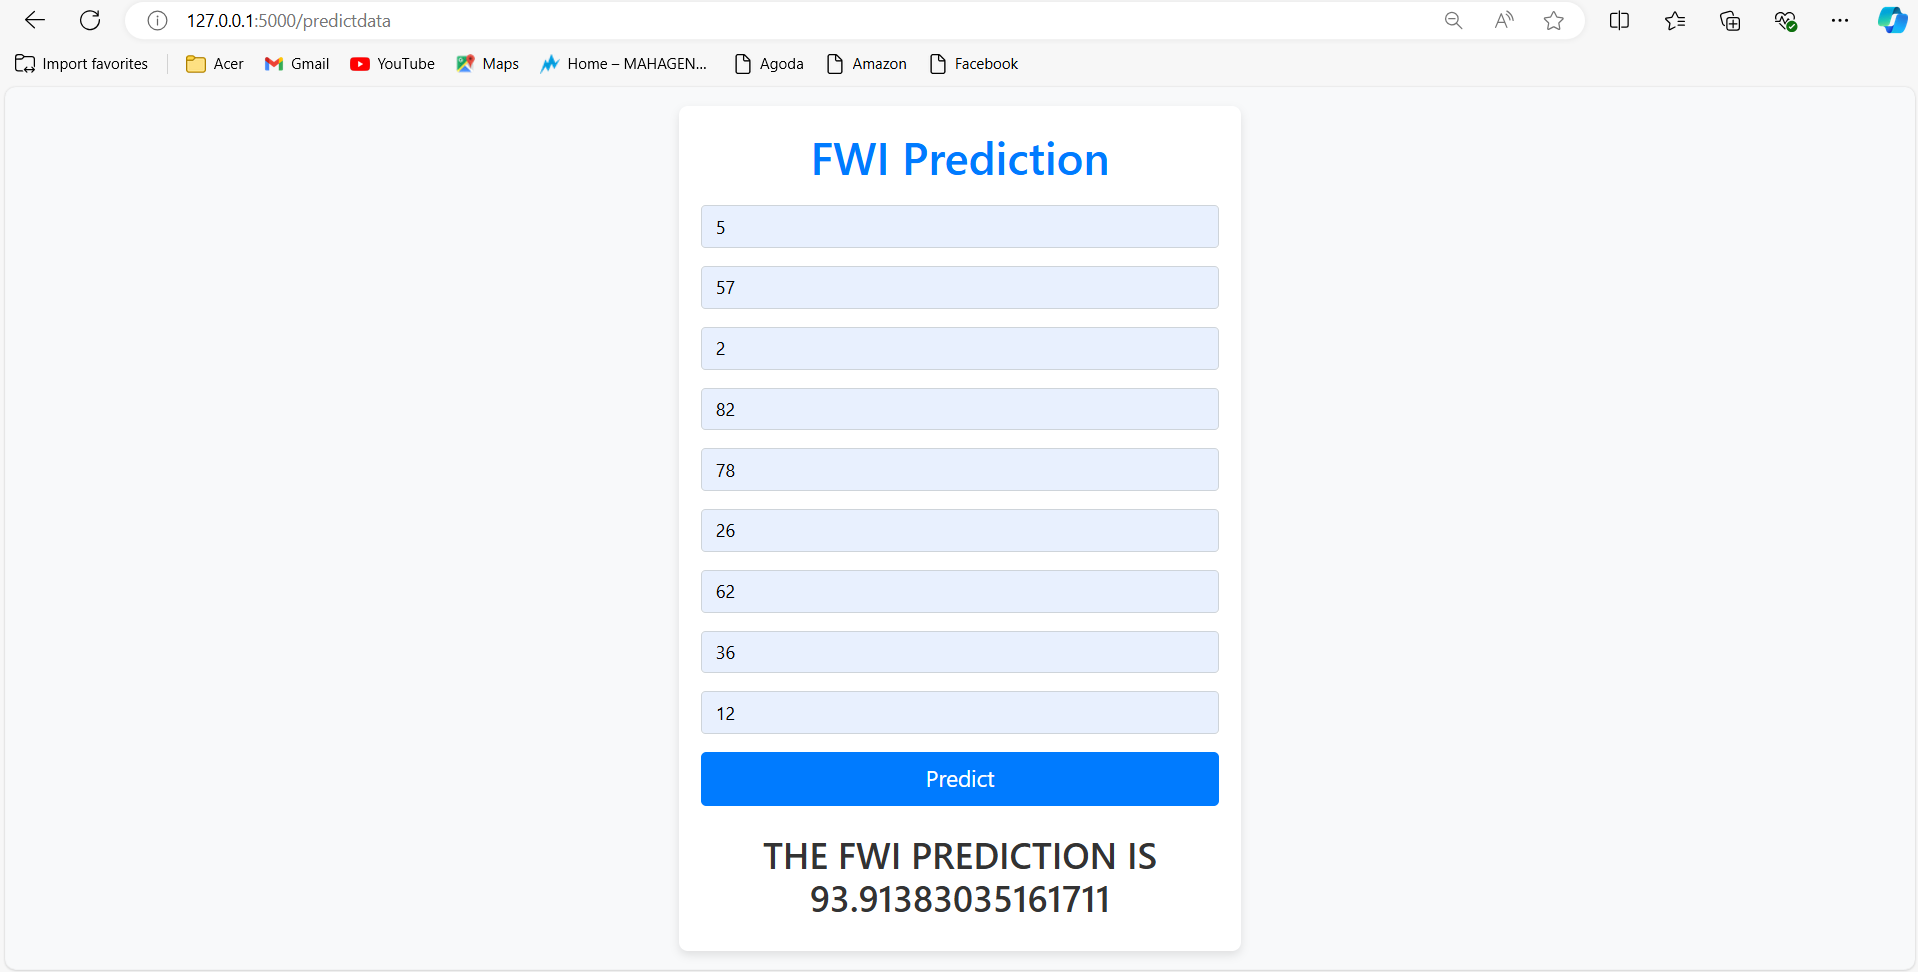 127.0.0.1:5000/predictdata
Import favorites Acer Gmail YouTube Maps Home – MAHAGEN... Agoda Amazon Facebook
FWI Prediction
5
57
2
82
78
26
62
36
12
Predict
THE FWI PREDICTION IS
93.91383035161711